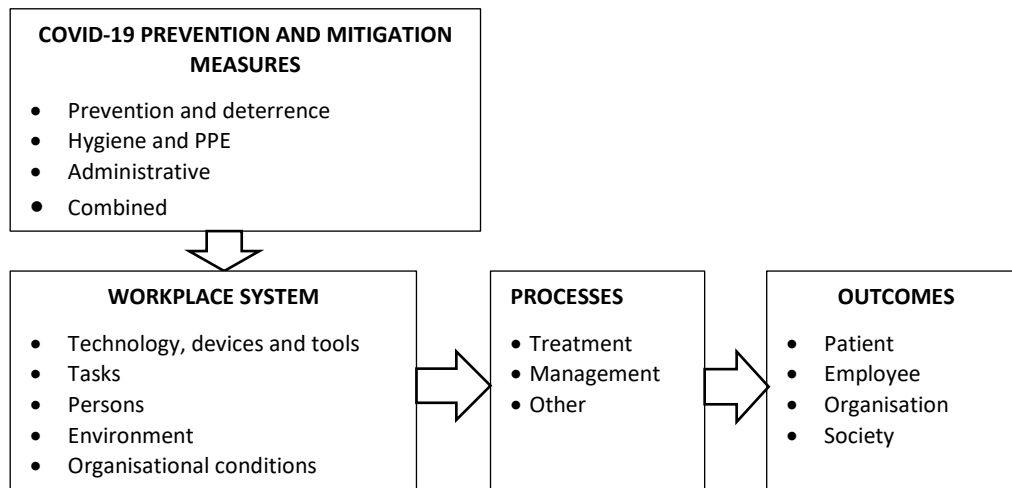 COVID-19 PREVENTION AND MITIGATION
MEASURES
• Prevention and deterrence
• Hygiene and PPE
• Administrative
• Combined
WORKPLACE SYSTEM
• Technology, devices and tools
• Tasks
• Persons
• Environment
• Organisational conditions
PROCESSES
• Treatment
• Management
• Other
OUTCOMES
• Patient
• Employee
• Organisation
• Society